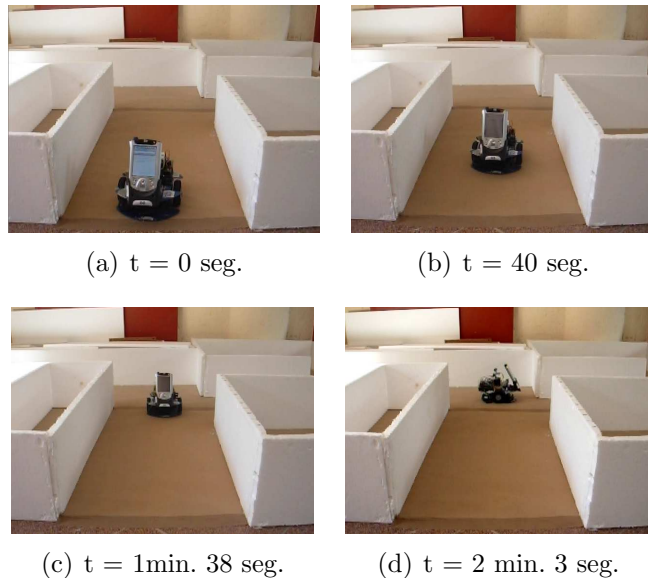 (a) t = 0 seg.
(b) t = 40 seg.
(c) t = 1min. 38 seg.
(d) t = 2 min. 3 seg.